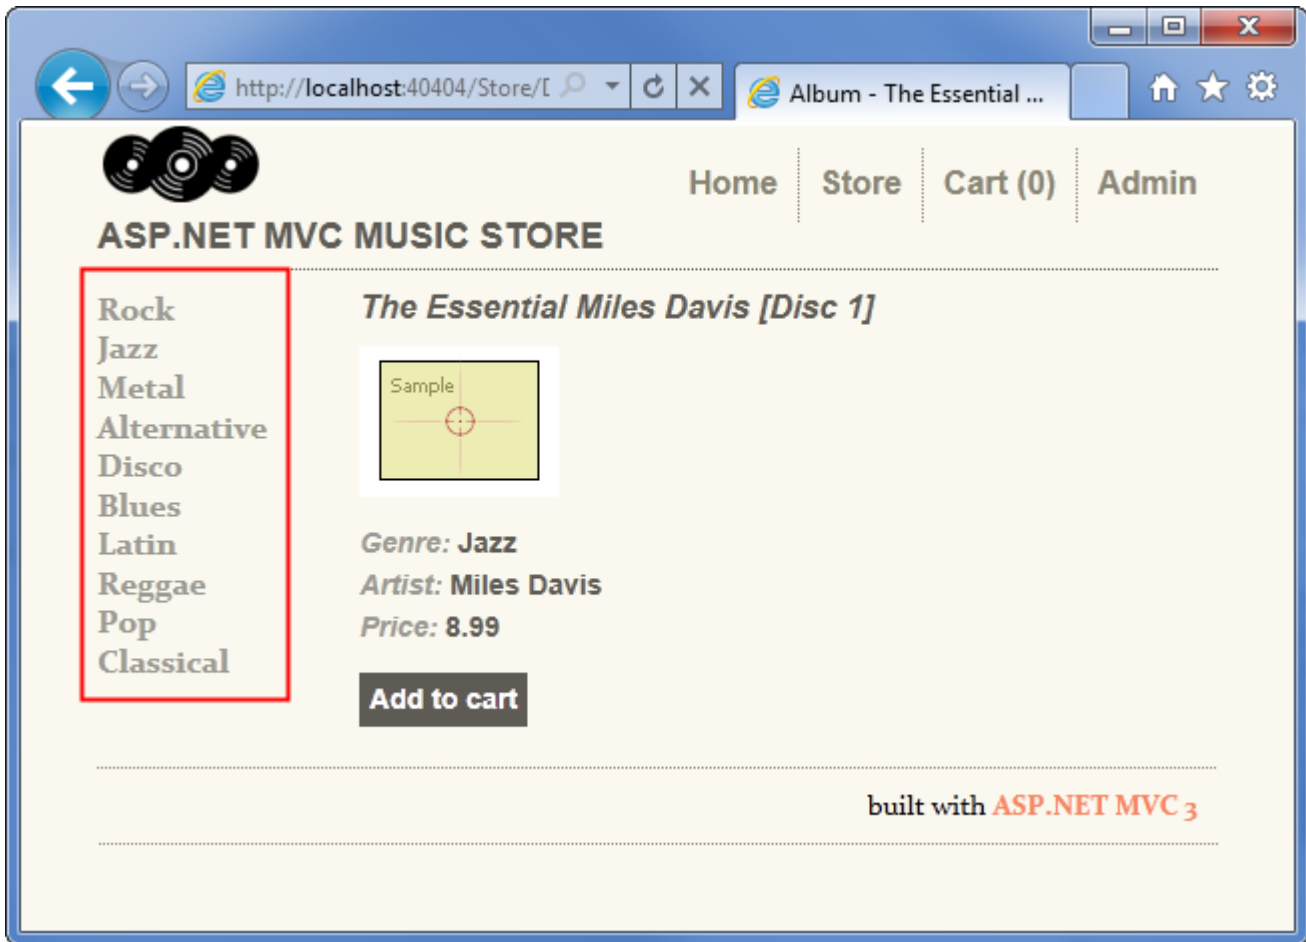 http://localhost:40404/Store/
Album - The Essential ...
Home Store Cart (0) Admin
ASP.NET MVC MUSIC STORE
Rock
Jazz
Metal
Alternative
Disco
Blues
Latin
Reggae
Pop
Classical
The Essential Miles Davis [Disc 1]
Sample
Genre: Jazz
Artist: Miles Davis
Price: 8.99
Add to cart
built with ASP.NET MVC 3